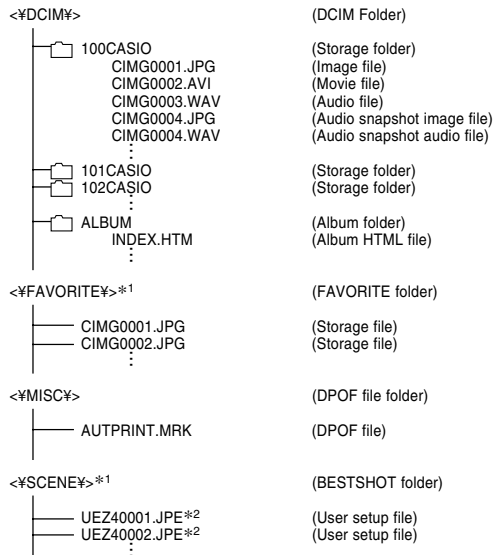 <¥DCIM¥> (DCIM Folder)
100CASIO (Storage folder)
CIMG0001.JPG (Image file)
CIMG0002.AVI (Movie file)
CIMG0003.WAV (Audio file)
CIMG0004.JPG (Audio snapshot image file)
CIMG0004.WAV (Audio snapshot audio file)
101CASIO (Storage folder)
102CASIO (Storage folder)
ALBUM (Album folder)
INDEX.HTM (Album HTML file)
<¥FAVORITE¥>*1 (FAVORITE folder)
CIMG0001.JPG (Storage file)
CIMG0002.JPG (Storage file)
<¥MISC¥> (DPOF file folder)
AUTPRINT.MRK (DPOF file)
<¥SCENE¥>*1 (BESTSHOT folder)
UEZ40001.JPE*2 (User setup file)
UEZ40002.JPE*2 (User setup file)